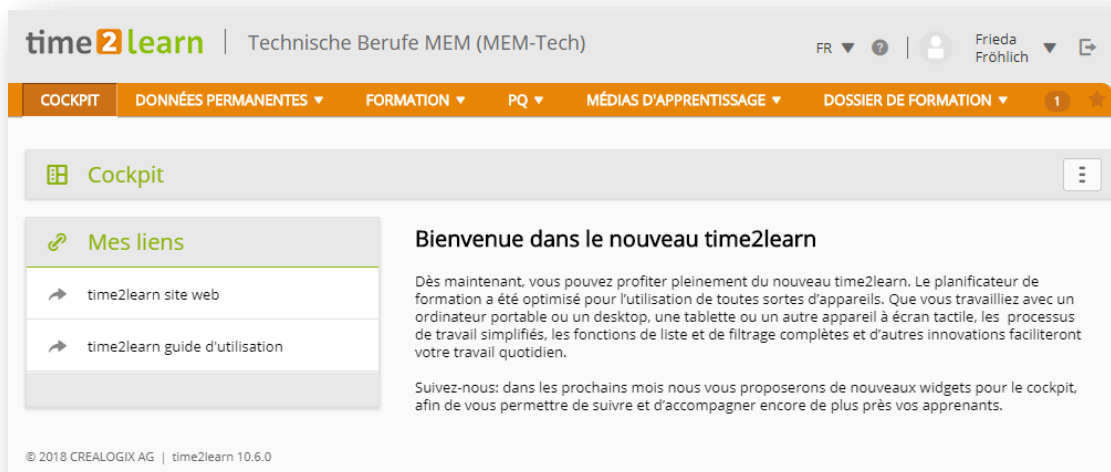 time2learn | Technische Berufe MEM (MEM-Tech)
FR
Frieda
Fröhlich
COCKPIT DONNÉES PERMANENTES FORMATION PQ MÉDIAS D'APPRENTISSAGE DOSSIER DE FORMATION 1
Cockpit
Mes liens
time2learn site web
time2learn guide d'utilisation
Bienvenue dans le nouveau time2learn
Dès maintenant, vous pouvez profiter pleinement du nouveau time2learn. Le planificateur de
formation a été optimisé pour l'utilisation de toutes sortes d'appareils. Que vous travailliez avec un
ordinateur portable ou un desktop, une tablette ou un autre appareil à écran tactile, les processus
de travail simplifiés, les fonctions de liste et de filtrage complètes et d'autres innovations faciliteront
votre travail quotidien.
Suivez-nous: dans les prochains mois nous vous proposerons de nouveaux widgets pour le cockpit,
afin de vous permettre de suivre et d'accompagner encore de plus près vos apprenants.
© 2018 CREALOGIX AG | time2learn 10.6.0